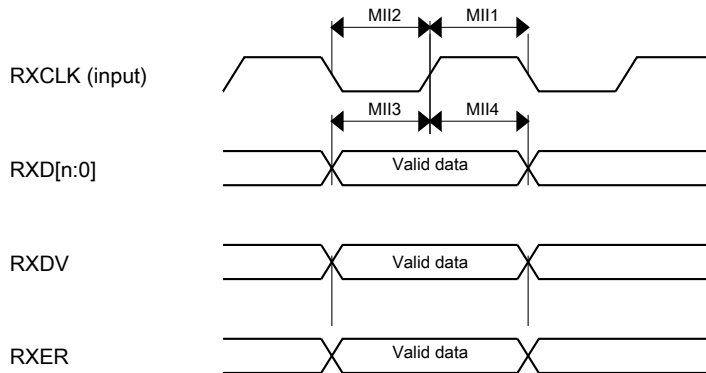 MII2 MII1
RXCLK (input)
MII3 MII4
RXD[n:0] Valid data
RXDV Valid data
RXER Valid data